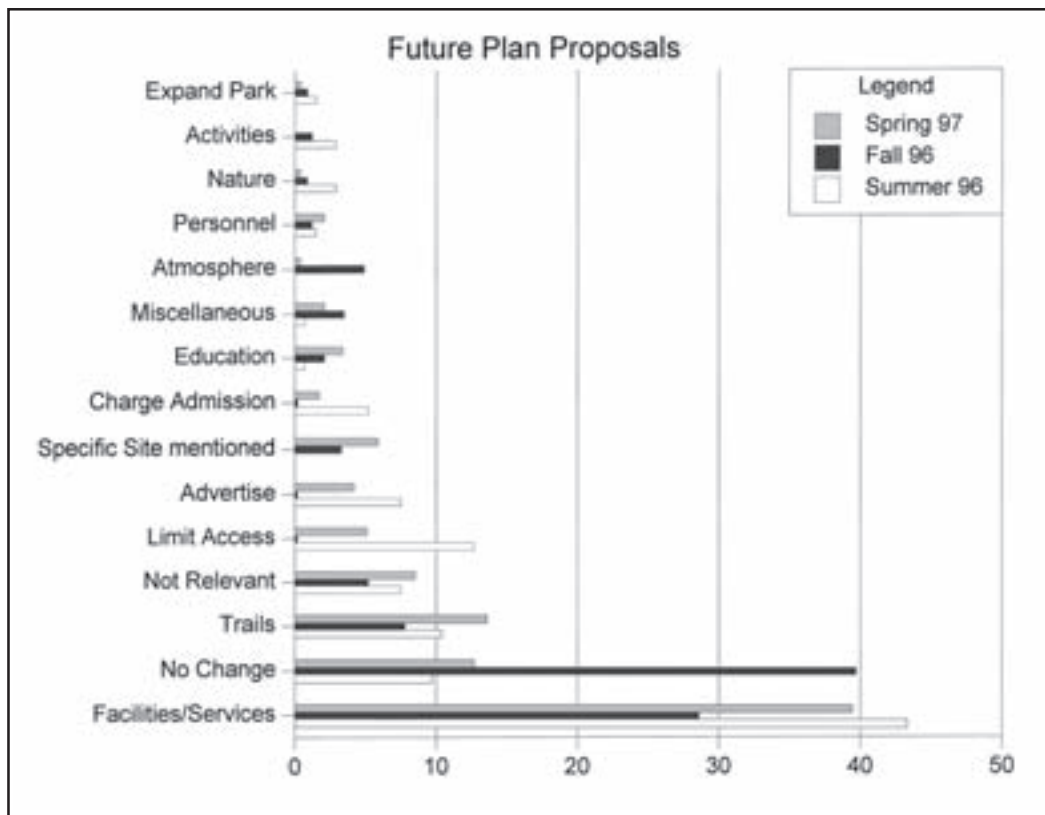 Future Plan Proposals
Legend
Spring 97
Fall 96
Summer 96
Expand Park
Activities
Nature
Personnel
Atmosphere
Miscellaneous
Education
Charge Admission
Specific Site mentioned
Advertise
Limit Access
Not Relevant
Trails
No Change
Facilities/Services
0 10 20 30 40 50